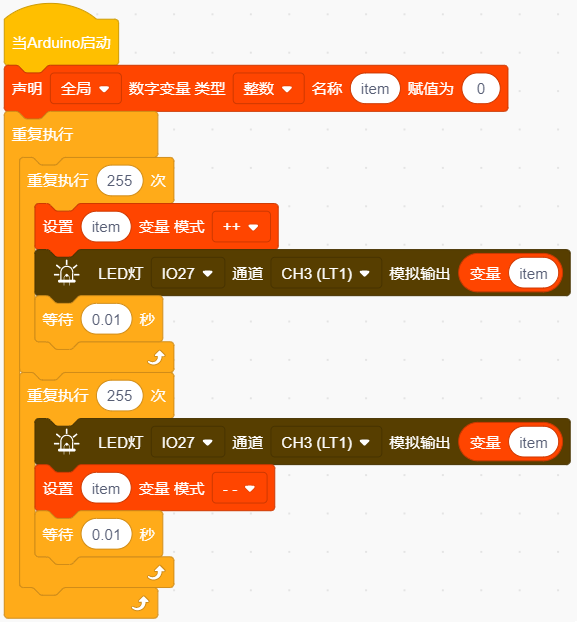 当Arduino启动
声明 全局 数字变量 类型 整数 名称 item 赋值为 0
重复执行
重复执行 255 次
设置 item 变量 模式 ++
LED灯 IO27 通道 CH3 (LT1) 模拟输出 变量 item
等待 0.01 秒
重复执行 255 次
LED灯 IO27 通道 CH3 (LT1) 模拟输出 变量 item
设置 item 变量 模式 --
等待 0.01 秒